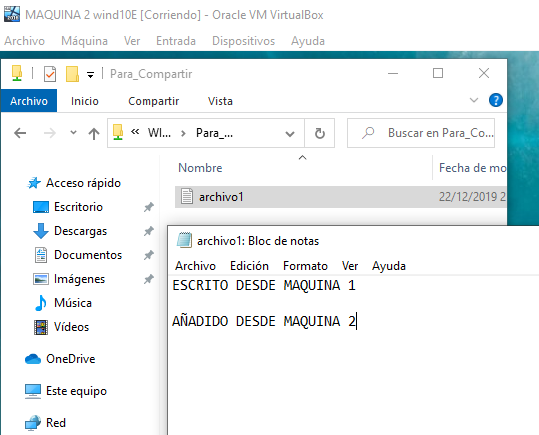 MAQUINA 2 wind10E [Corriendo] - Oracle VM VirtualBox
Archivo Máquina Ver Entrada Dispositivos Ayuda
Para_Compartir
Archivo Inicio Compartir Vista
WI... Para_... Buscar en Para_Co...
Nombre Fecha de mo
Acceso rápido
archivo1 22/12/2019 2
Escritorio
Descargas
Documentos
Imágenes
Música
Vídeos
OneDrive
Este equipo
Red
archivo1: Bloc de notas
Archivo Edición Formato Ver Ayuda
ESCRITO DESDE MAQUINA 1
AÑADIDO DESDE MAQUINA 2